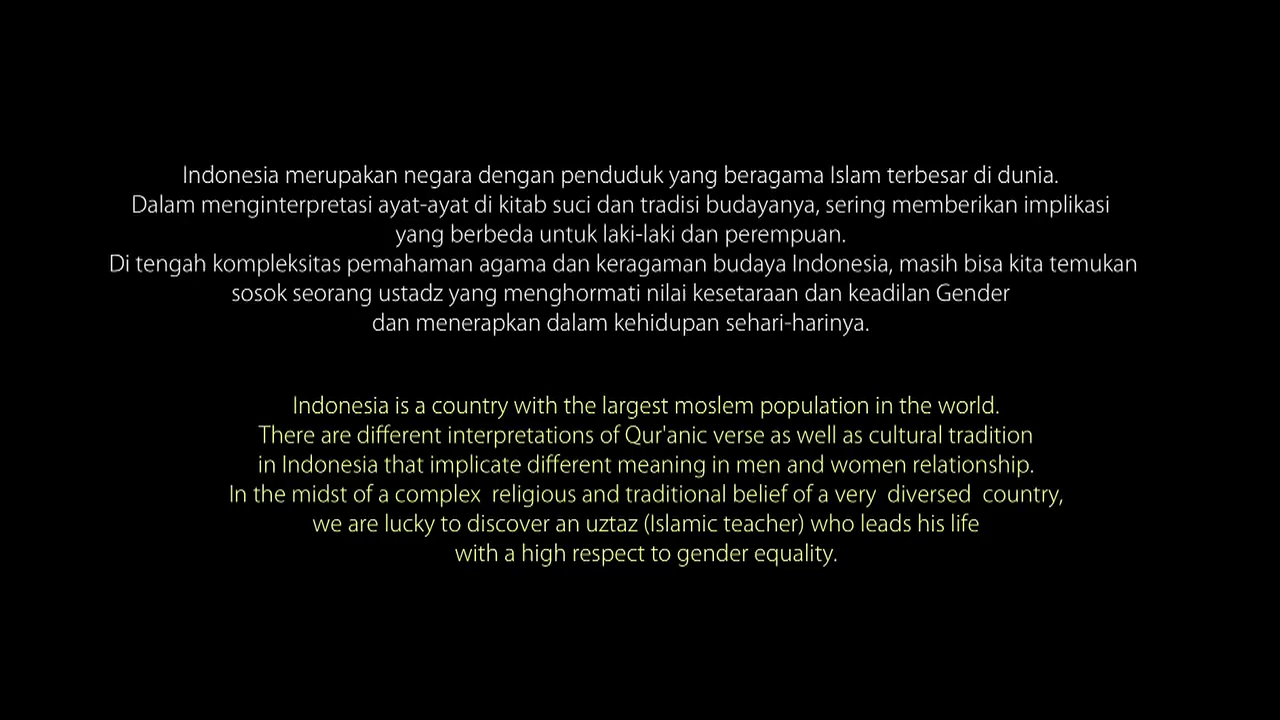 Indonesia merupakan negara dengan penduduk yang beragama Islam terbesar di dunia.
Dalam menginterpretasi ayat-ayat di kitab suci dan tradisi budayanya, sering memberikan implikasi
yang berbeda untuk laki-laki dan perempuan.
Di tengah kompleksitas pemahaman agama dan keragaman budaya Indonesia, masih bisa kita temukan
sosok seorang ustadz yang menghormati nilai kesetaraan dan keadilan Gender
dan menerapkan dalam kehidupan sehari-harinya.
Indonesia is a country with the largest moslem population in the world.
There are different interpretations of Qur'anic verse as well as cultural tradition
in Indonesia that implicate different meaning in men and women relationship.
In the midst of a complex religious and traditional belief of a very diversed country,
we are lucky to discover an uztaz (Islamic teacher) who leads his life
with a high respect to gender equality.